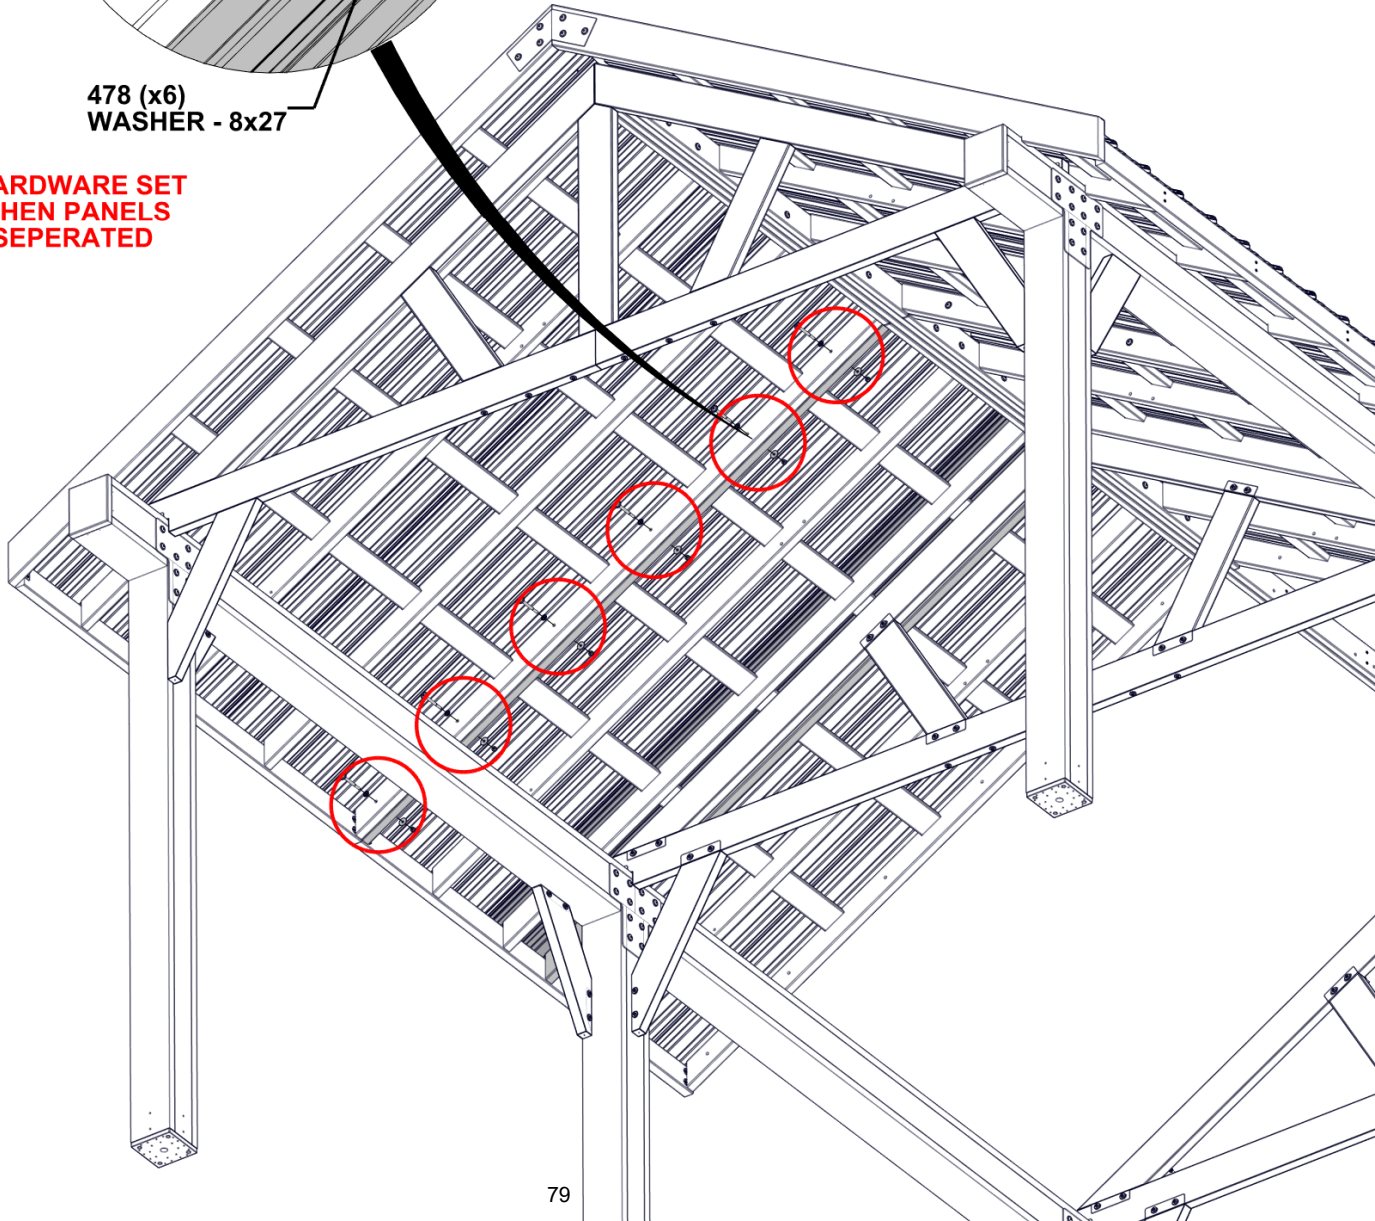 478 (x6)
WASHER - 8x27
ARDWARE SET
HEN PANELS
SEPERATED
79